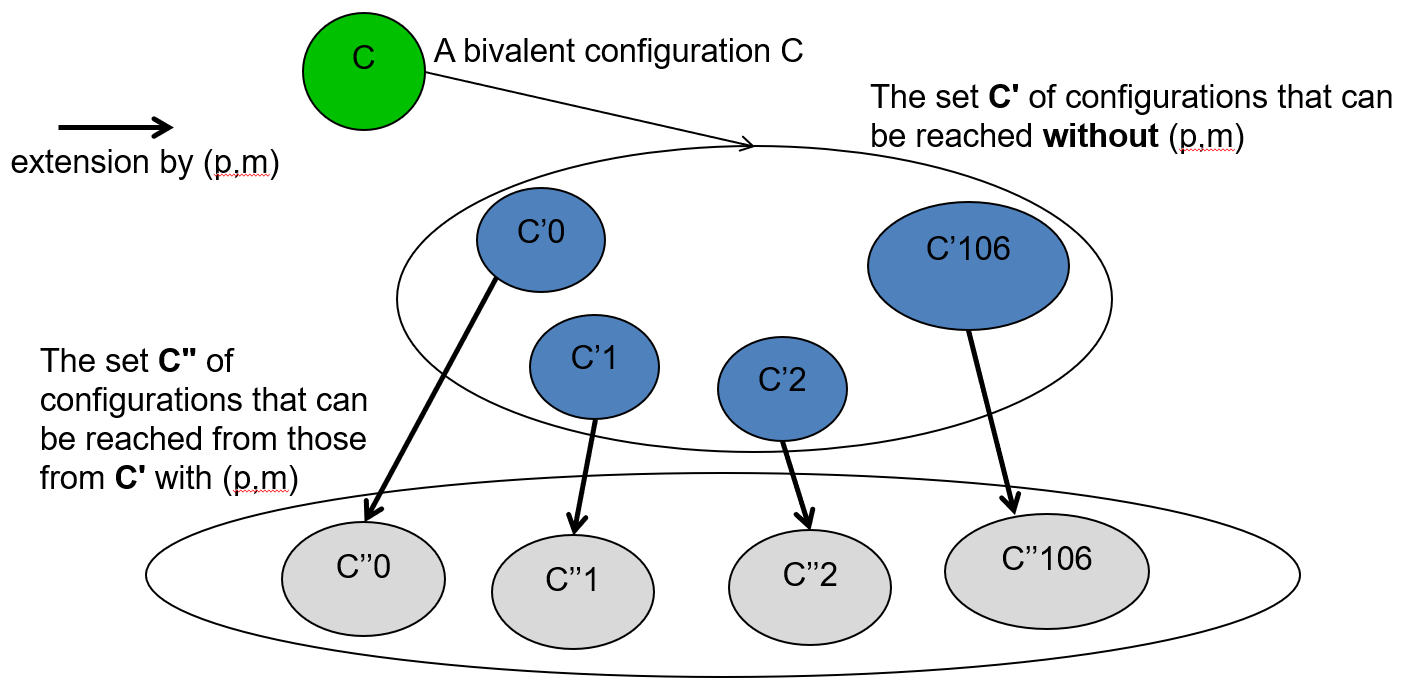 C
A bivalent configuration C
The set C' of configurations that can
be reached without (p,m)
extension by (p,m)
C’0
C’106
C’1
C’2
The set C" of
configurations that can
be reached from those
from C' with (p,m)
C’’0
C’’1
C’’2
C’’106